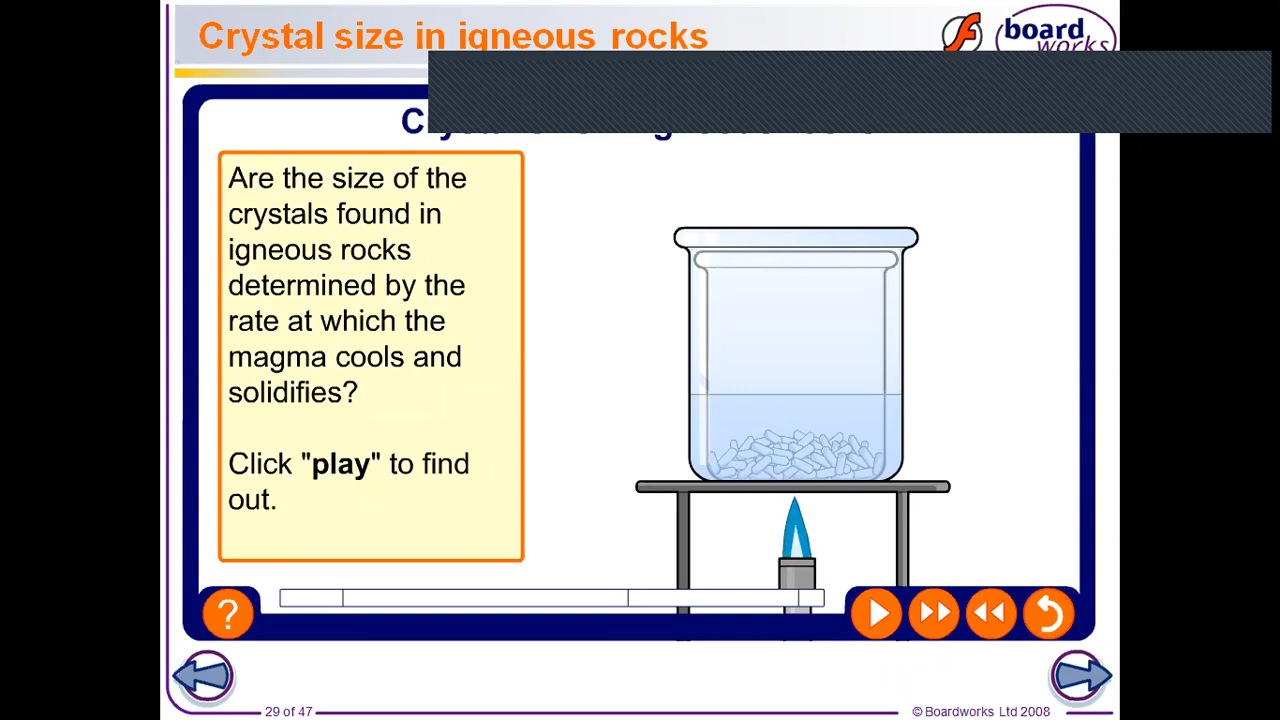 Crystal size in igneous rocks
board
works
Are the size of the
crystals found in
igneous rocks
determined by the
rate at which the
magma cools and
solidifies?
Click "play" to find
out.
?
29 of 47
© Boardworks Ltd 2008